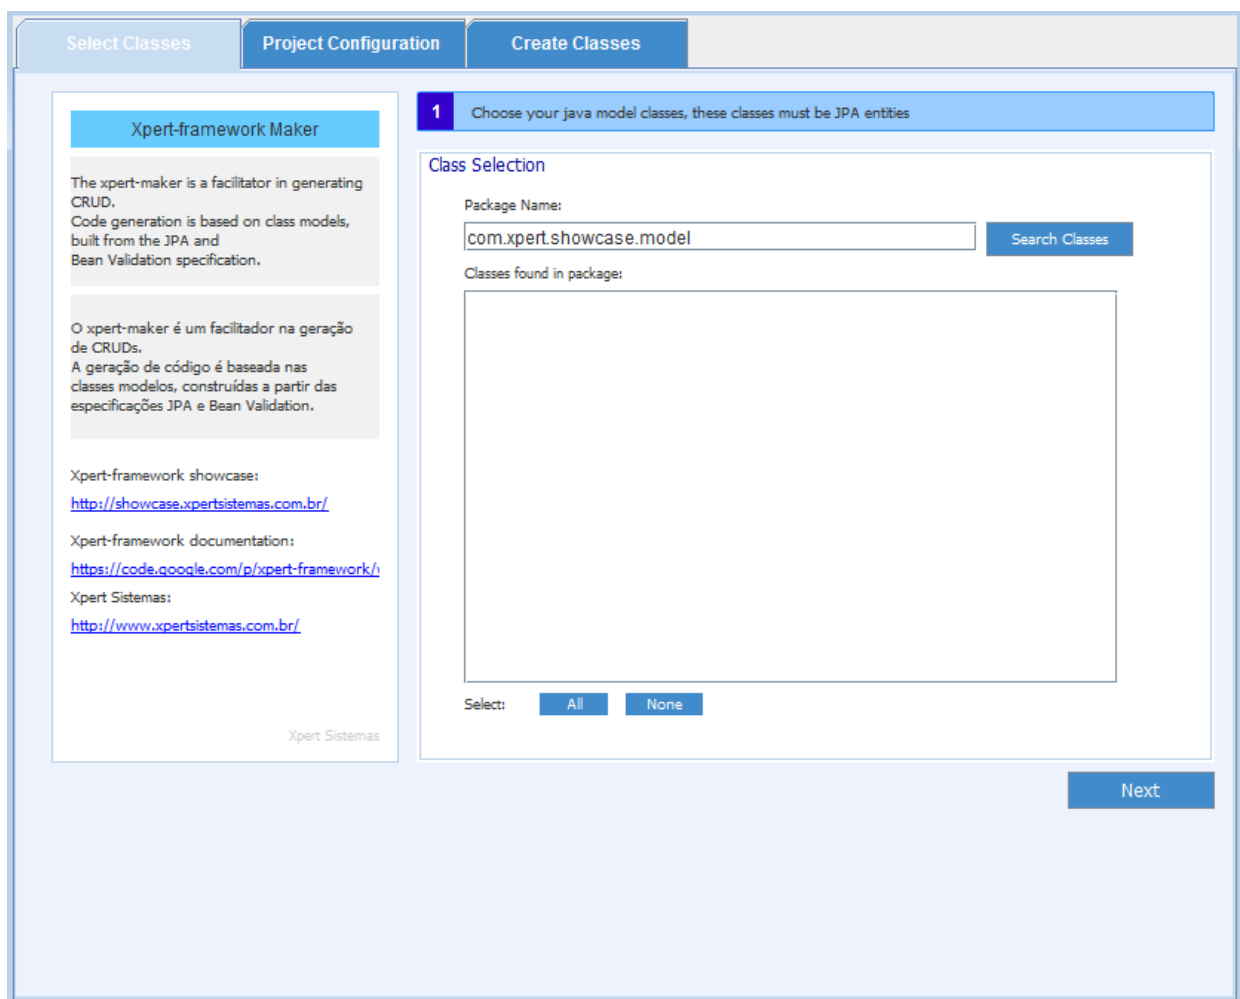 Select Classes
Project Configuration
Create Classes
Xpert-framework Maker
The xpert-maker is a facilitator in generating
CRUD.
Code generation is based on class models,
built from the JPA and
Bean Validation specification.
O xpert-maker é um facilitador na geração
de CRUDs.
A geração de código é baseada nas
classes modelos, construídas a partir das
especificações JPA e Bean Validation.
Xpert-framework showcase:
http://showcase.xpertsistemas.com.br/
Xpert-framework documentation:
https://code.google.com/p/xpert-framework/
Xpert Sistemas:
http://www.xpertsistemas.com.br/
Xpert Sistemas
1 Choose your java model classes, these classes must be JPA entities
Class Selection
Package Name:
com.xpert.showcase.model
Search Classes
Classes found in package:
Select: All None
Next